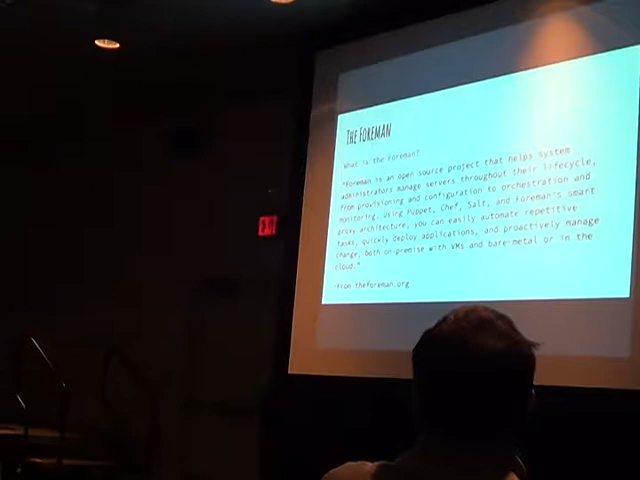 THE FOREMAN
What is the Foreman?
"Foreman is an open source project that helps system
administrators manage servers throughout their lifecycle,
from provisioning and configuration to orchestration and
monitoring. Using Puppet, Chef, Salt, and Foreman's smart
proxy architecture, you can easily automate repetitive
tasks, quickly deploy applications, and proactively manage
change, both on-premise with VMs and bare-metal or in the
cloud."
-From theforeman.org
EXIT